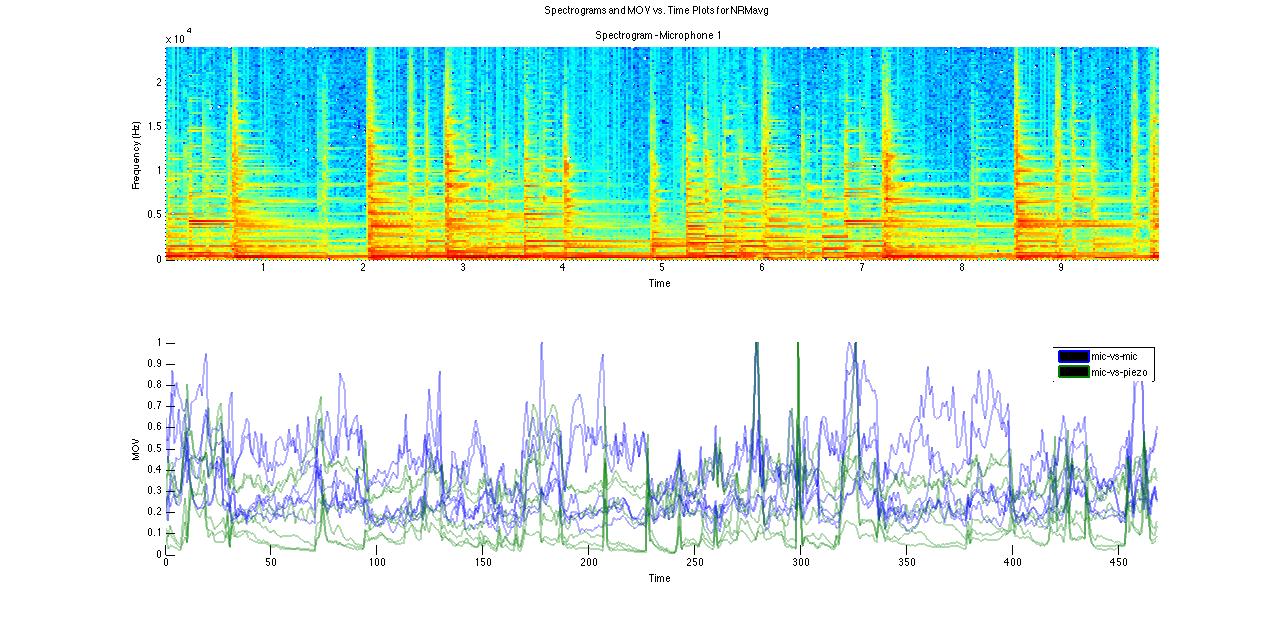 Spectrograms and MOV vs. Time Plots for NRMavg
Spectrogram - Microphone 1
x 10^4
2
1.5
1
0.5
0
Frequency (Hz)
1 2 3 4 5 6 7 8 9
Time
1
0.9
0.8
0.7
0.6
0.5
0.4
0.3
0.2
0.1
0
MOV
mic-vs-mic
mic-vs-piezo
0 50 100 150 200 250 300 350 400 450
Time